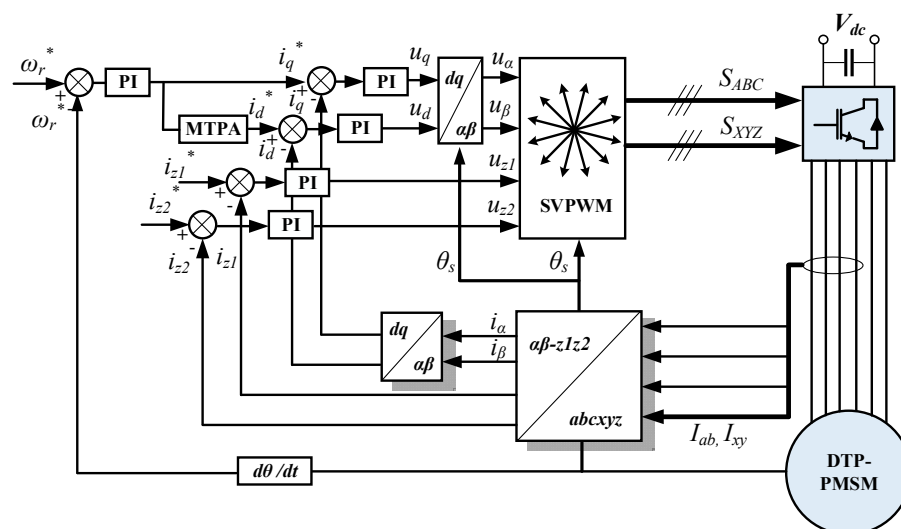 V_dc
ω_r^*
PI
i_q^*
+
-
PI
u_q
dq
αβ
u_α
S_ABC
+
-
ω_r^*
MTPA
i_d^*
i_q
+
-
i_d
PI
u_d
u_β
S_XYZ
i_z1^*
+
-
PI
u_z1
SVPWM
i_z2^*
+
-
PI
u_z2
i_z2
i_z1
θ_s
θ_s
dq
αβ
i_α
i_β
αβ-z1z2
abcxyz
I_ab, I_xy
dθ/dt
DTP-
PMSM